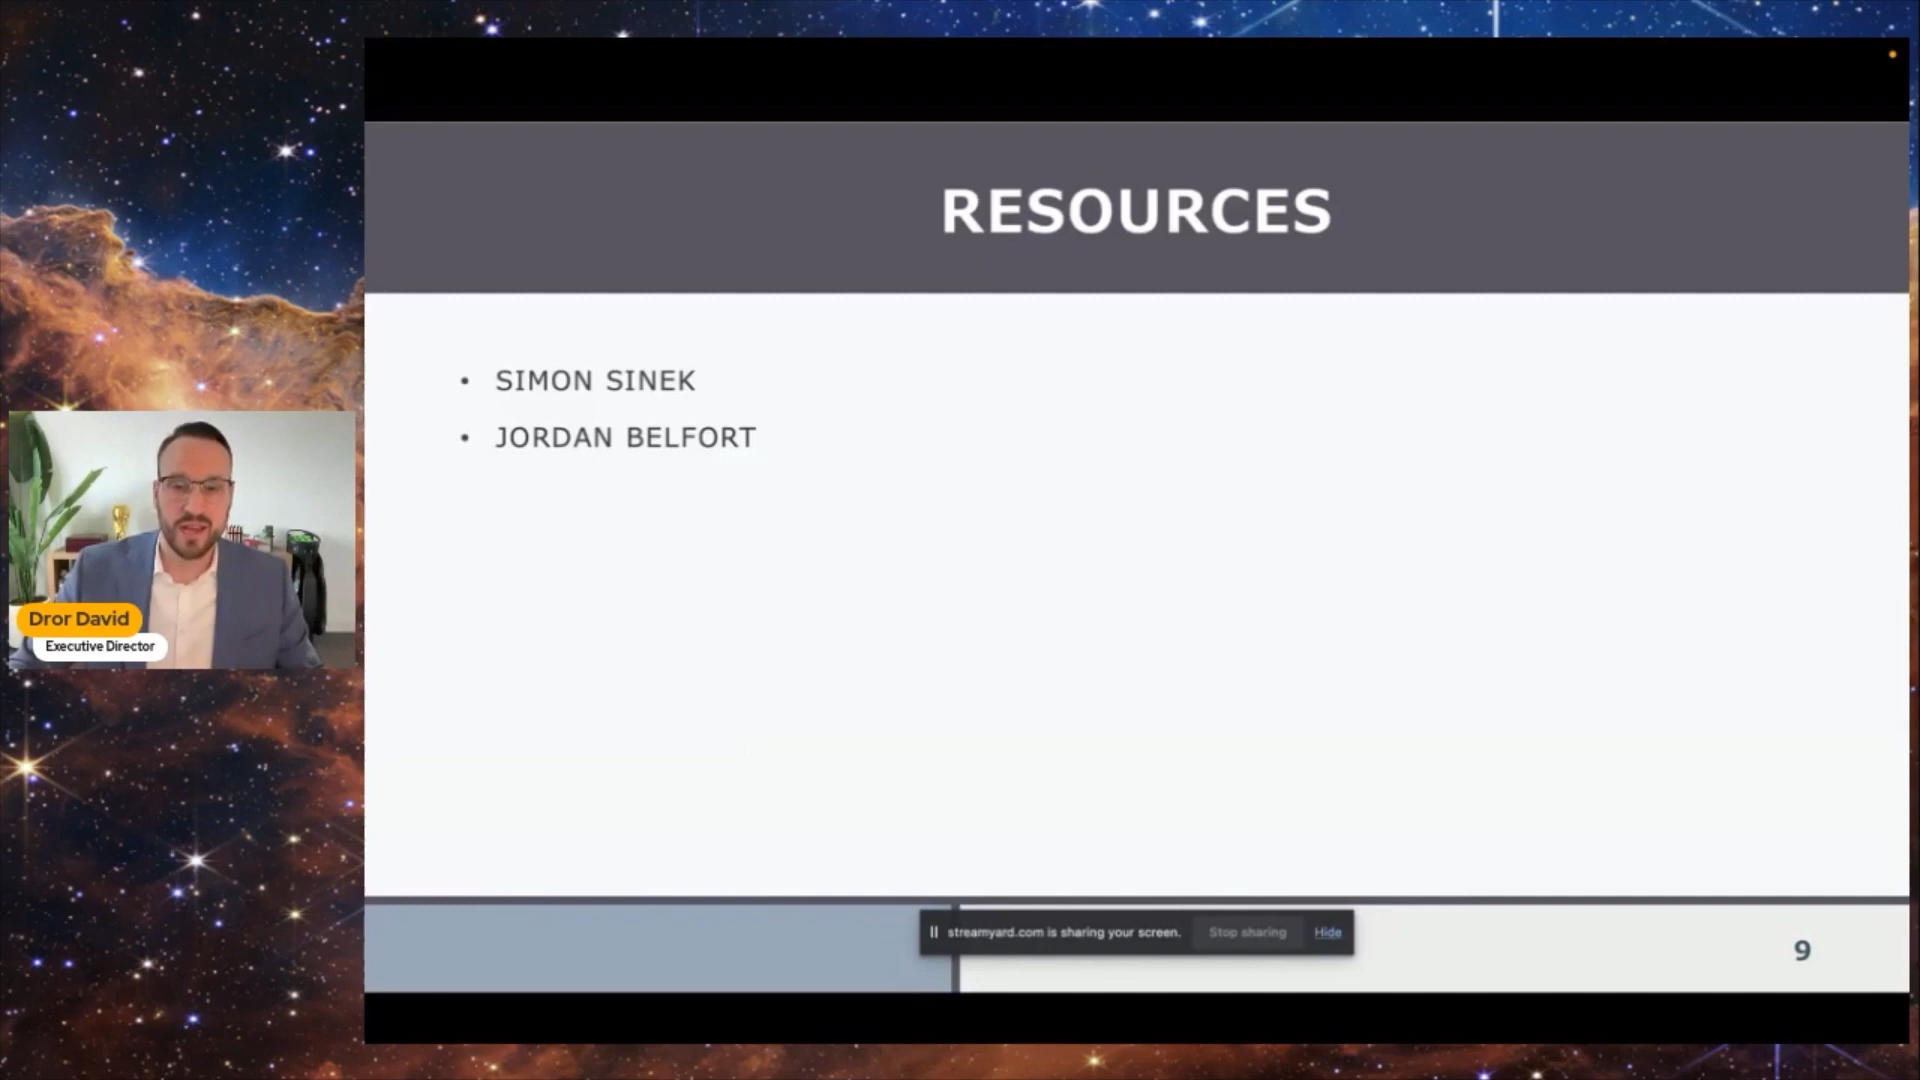 RESOURCES
• SIMON SINEK
• JORDAN BELFORT
Dror David
Executive Director
streamyard.com is sharing your screen. Stop sharing Hide
9